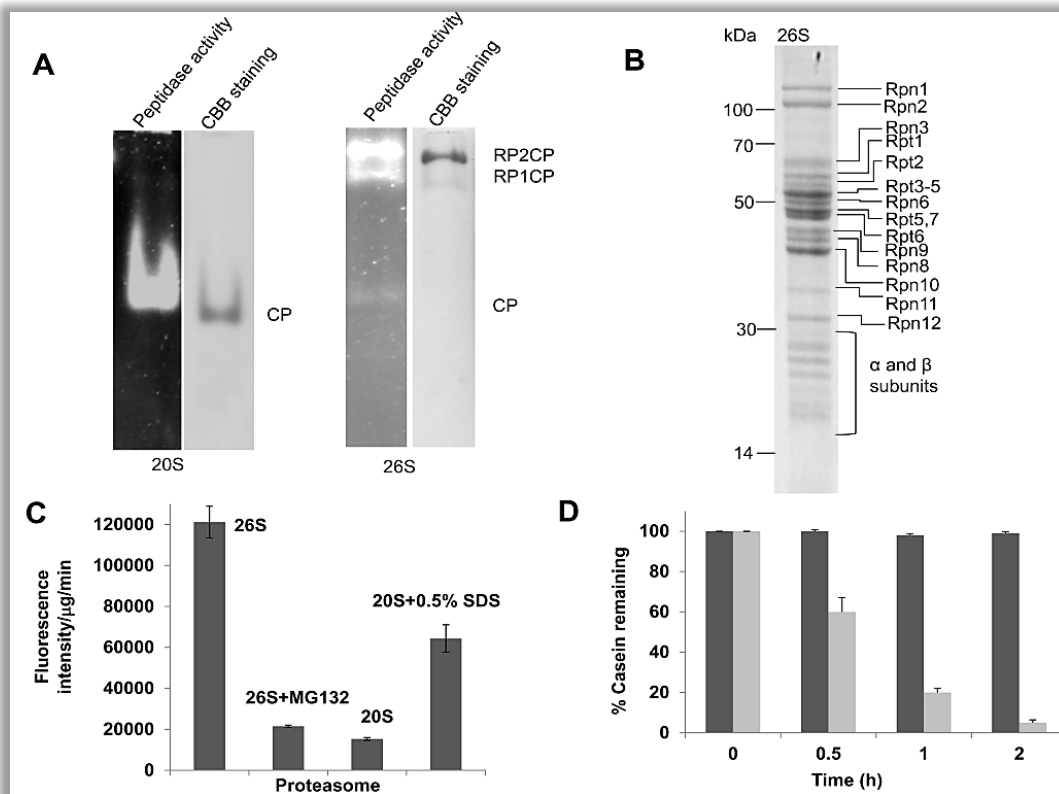 A
Peptidase activity
CBB staining
CP
20S
Peptidase activity
CBB staining
RP2CP
RP1CP
CP
26S
B
kDa 26S
100
70
50
30
14
Rpn1
Rpn2
Rpn3
Rpt1
Rpt2
Rpt3-5
Rpn6
Rpt5,7
Rpt6
Rpn9
Rpn8
Rpn10
Rpn11
Rpn12
α and β
subunits
C
Fluorescence
intensity/μg/min
120000
100000
80000
60000
40000
20000
0
26S
26S+MG132
20S
20S+0.5% SDS
Proteasome
D
% Casein remaining
100
80
60
40
20
0
0 0.5 1 2
Time (h)